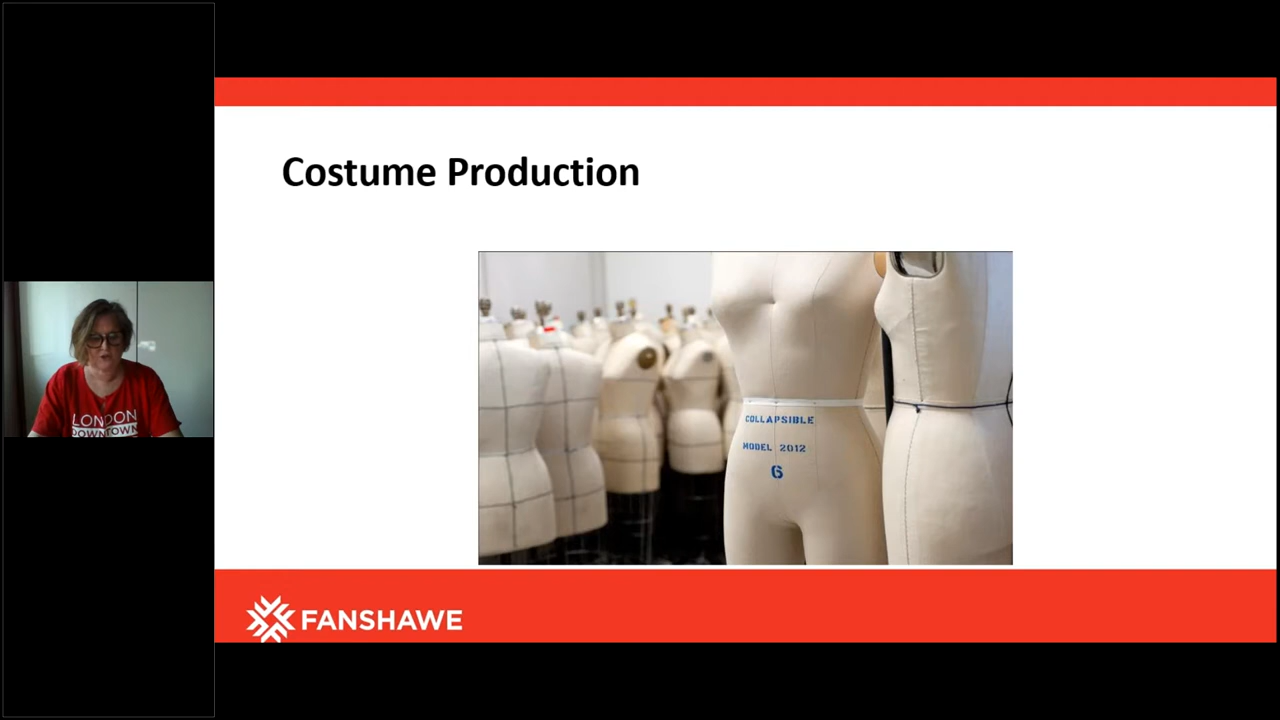 Costume Production
COLLAPSIBLE
MODEL 2012
6
LONDON
DOWNTOWN
FANSHAWE